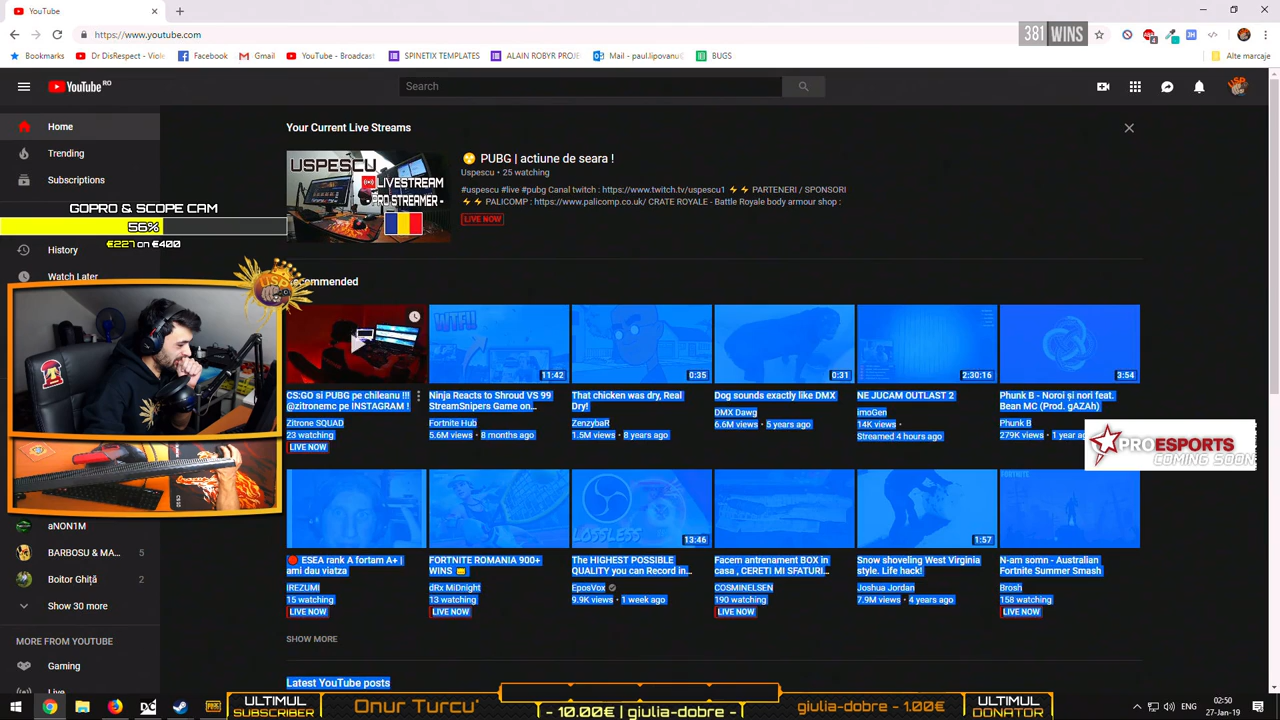 YouTube
https://www.youtube.com
381 WINS
Bookmarks
Dr DisRespect - Viole
Facebook
Gmail
YouTube - Broadcast
SPINETIX TEMPLATES
ALAIN ROBYR PROJE
Mail - paul.lipovanu
BUGS
Alte marcaje
YouTube RO
Search
Home
Trending
Subscriptions
GOPRO & SCOPE CAM
56%
€227 on €400
History
Watch Later
Your Current Live Streams
USPESCU
LIVESTREAM
- PRO STREAMER -
PUBG | actiune de seara !
Uspescu • 25 watching
#uspescu #live #pubg Canal twitch : https://www.twitch.tv/uspescu1 ⚡⚡ PARTENERI / SPONSORI
⚡⚡ PALICOMP : https://www.palicomp.co.uk/ CRATE ROYALE - Battle Royale body armour shop :
LIVE NOW
USP
Recommended
WTF!
11:42
0:35
0:31
2:30:16
3:54
CS:GO si PUBG pe chileanu !!!
@zitronemc pe INSTAGRAM !
Zitrone SQUAD
23 watching
LIVE NOW
Ninja Reacts to Shroud VS 99
StreamSnipers Game on...
Fortnite Hub
5.6M views • 8 months ago
That chicken was dry, Real
Dry!
ZenzybaR
1.5M views • 8 years ago
Dog sounds exactly like DMX
DMX Dawg
6.6M views • 5 years ago
NE JUCAM OUTLAST 2
imoGen
14K views •
Streamed 4 hours ago
Phunk B - Noroi și nori feat.
Bean MC (Prod. gAZAh)
Phunk B
279K views • 1 year ago
PROESPORTS
COMING SOON
LOSSLESS
13:46
1:57
FORTNITE
ESEA rank A fortam A+ |
ami dau viatza
IREZUMI
15 watching
LIVE NOW
FORTNITE ROMANIA 900+
WINS
dRx MiDnight
13 watching
LIVE NOW
The HIGHEST POSSIBLE
QUALITY you can Record in...
EposVox
9.9K views • 1 week ago
Facem antrenament BOX in
casa , CERETI MI SFATURI...
COSMINELSEN
190 watching
LIVE NOW
Snow shoveling West Virginia
style. Life hack!
Joshua Jordan
7.9M views • 4 years ago
N-am somn - Australian
Fortnite Summer Smash
Brosh
158 watching
LIVE NOW
aNON1M
BARBOSU & MA... 5
Boitor Ghiță 2
Show 30 more
MORE FROM YOUTUBE
Gaming
Live
SHOW MORE
Latest YouTube posts
ULTIMUL
SUBSCRIBER
Onur Turcu'
- 10.00€ | giulia-dobre -
giulia-dobre - 1.00€
ULTIMUL
DONATOR
ENG
02:50
27-Jan-19